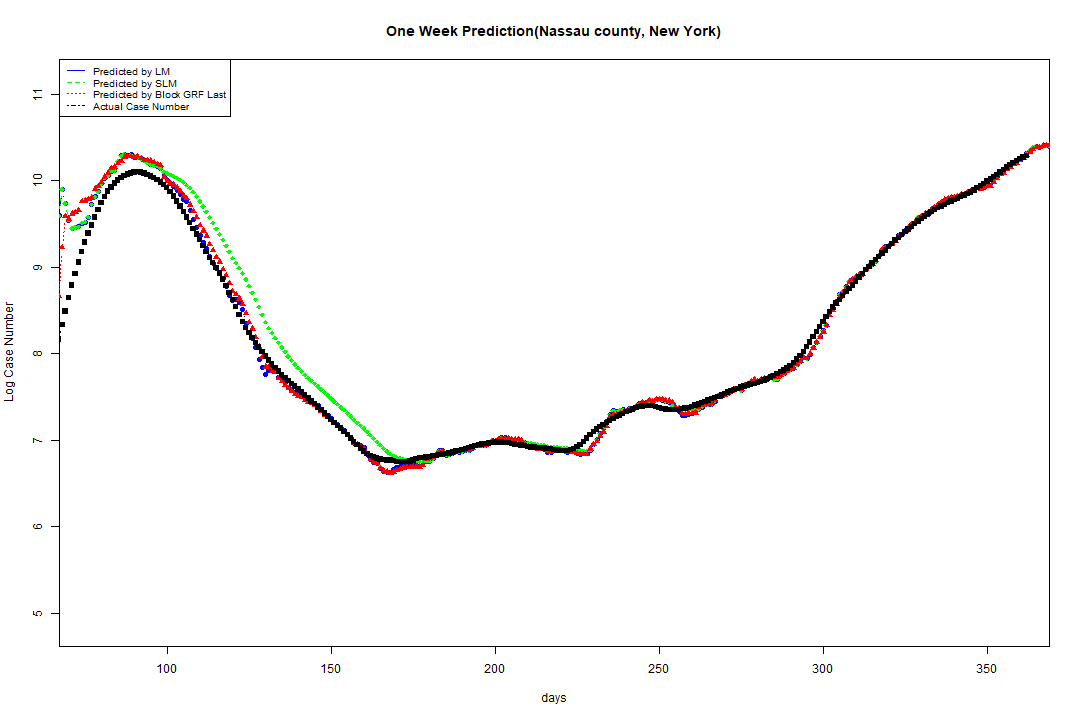 One Week Prediction(Nassau county, New York)
Predicted by LM
Predicted by SLM
Predicted by Block GRF Last
Actual Case Number
11
10
9
8
7
6
5
Log Case Number
100
150
200
250
300
350
days